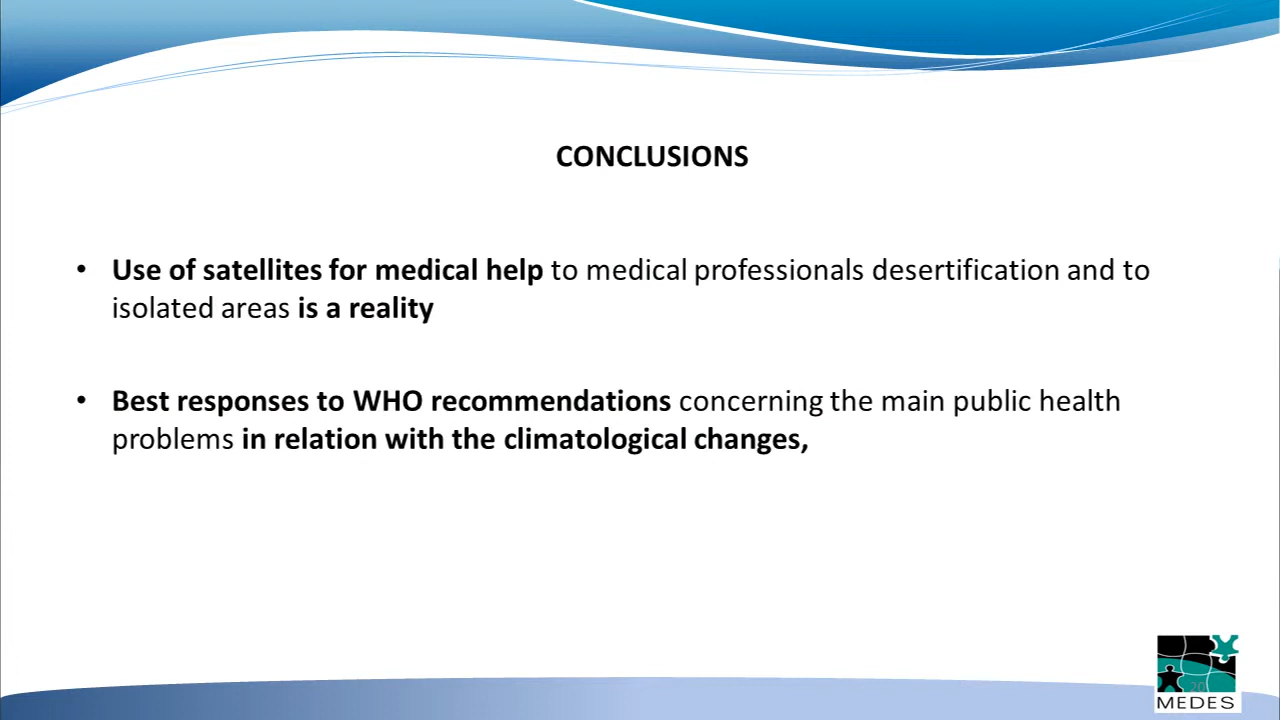 CONCLUSIONS
• Use of satellites for medical help to medical professionals desertification and to
isolated areas is a reality
• Best responses to WHO recommendations concerning the main public health
problems in relation with the climatological changes,
20
MEDES